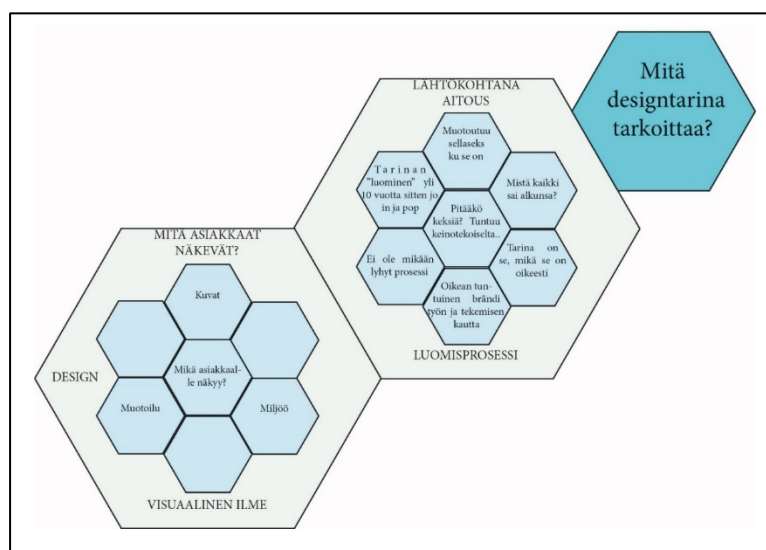 Mitä
designtarina
tarkoittaa?
LÄHTÖKOHTANA
AITOUS
Muotoutuu
sellaseks
ku se on
Tarinan
"luominen" yli
10 vuotta sitten jo
in ja pop
Mistä kaikki
sai alkunsa?
Pitääkö
keksiä? Tuntuu
keinotekoiselta..
Ei ole mikään
lyhyt prosessi
Tarina on
se, mikä se on
oikeesti
Oikean tun-
tuinen brändi
työn ja tekemisen
kautta
LUOMISPROSESSI
MITÄ ASIAKKAAT
NÄKEVÄT?
Kuvat
DESIGN
Mikä asiakkaal-
le näkyy?
Muotoilu
Miljöö
VISUAALINEN ILME